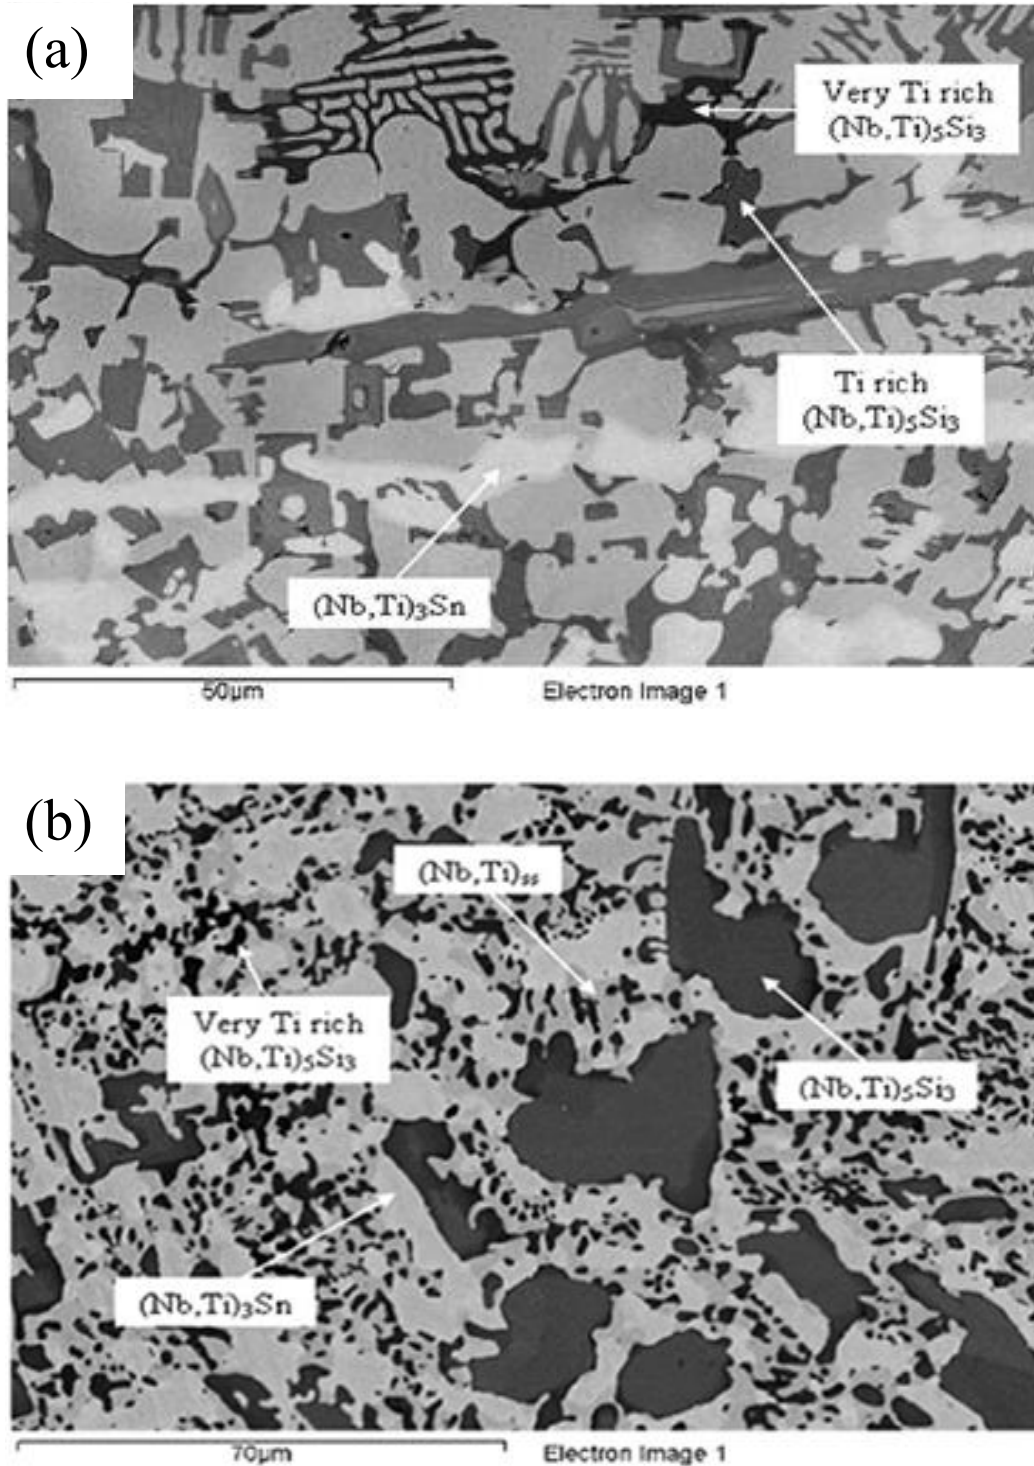 (a)
Very Ti rich
(Nb,Ti)₅Si₃
Ti rich
(Nb,Ti)₅Si₃
(Nb,Ti)₃Sn
50μm
Electron Image 1
(b)
(Nb,Ti)ₛₛ
Very Ti rich
(Nb,Ti)₅Si₃
(Nb,Ti)₅Si₃
(Nb,Ti)₃Sn
70μm
Electron Image 1